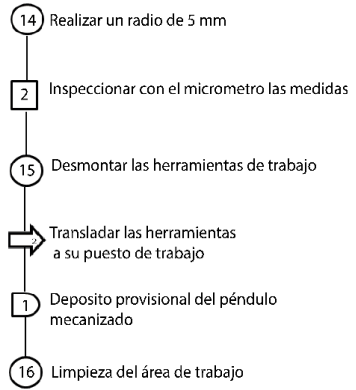 14 Realizar un radio de 5 mm
2 Inspeccionar con el micrometro las medidas
15 Desmontar las herramientas de trabajo
2 Transladar las herramientas
a su puesto de trabajo
1 Deposito provisional del péndulo
mecanizado
16 Limpieza del área de trabajo